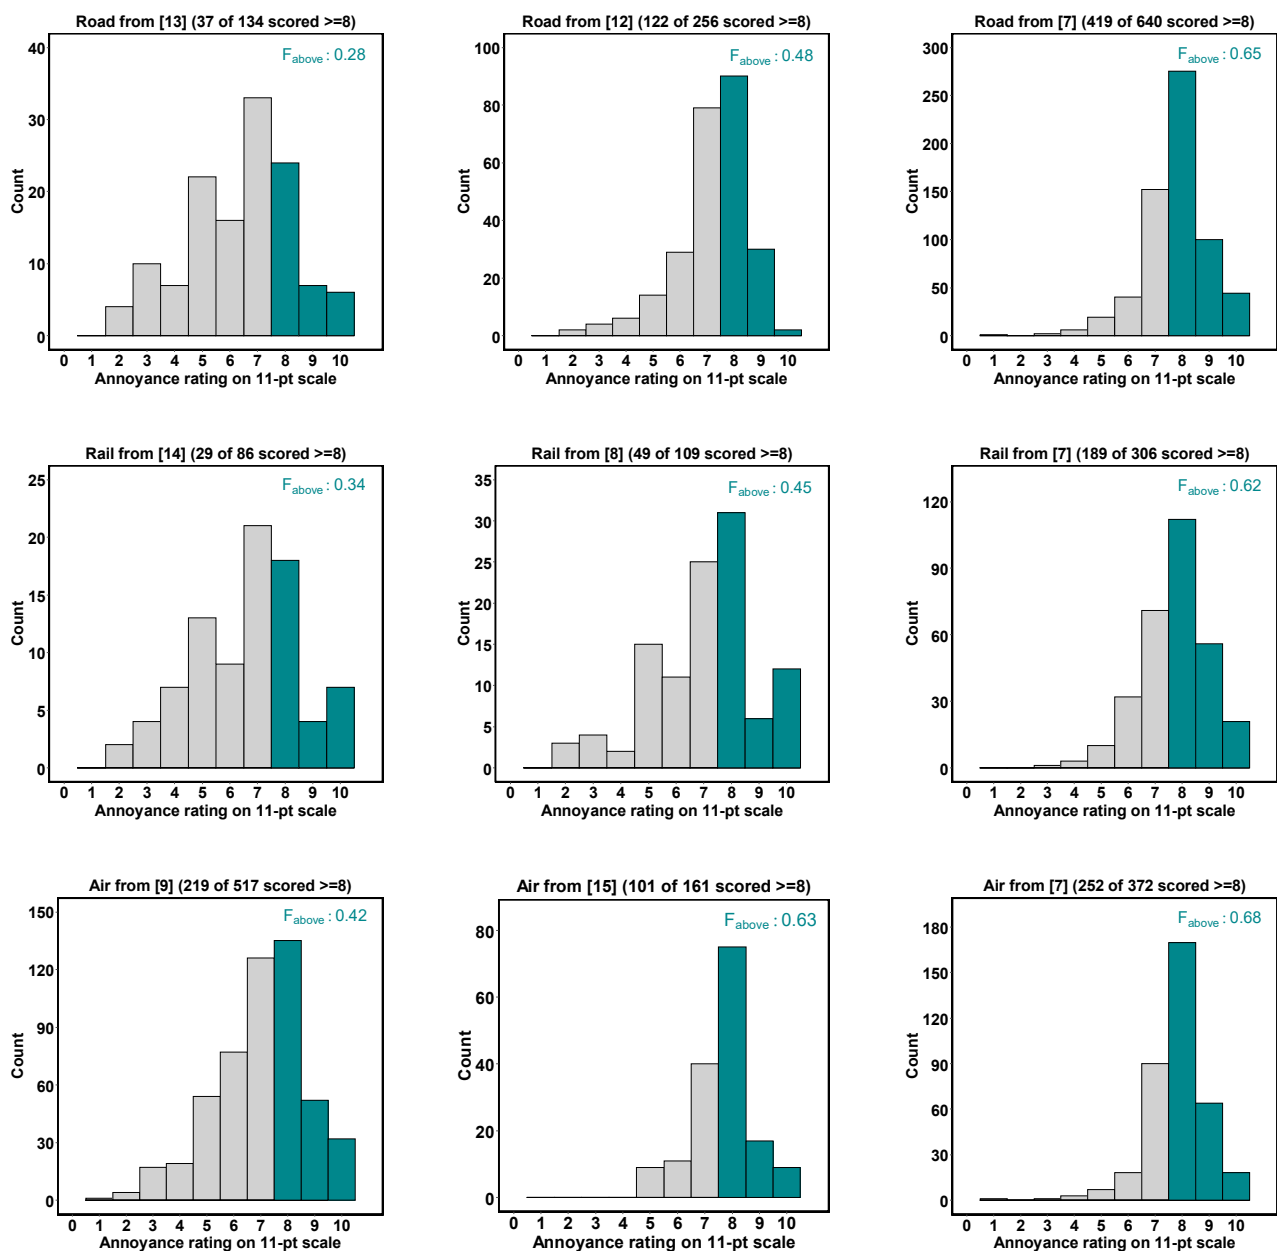 Road from [13] (37 of 134 scored >=8)
F above : 0.28
40
30
20
10
0
Count
0 1 2 3 4 5 6 7 8 9 10
Annoyance rating on 11-pt scale
Road from [12] (122 of 256 scored >=8)
F above : 0.48
100
80
60
40
20
0
Count
0 1 2 3 4 5 6 7 8 9 10
Annoyance rating on 11-pt scale
Road from [7] (419 of 640 scored >=8)
F above : 0.65
300
250
200
150
100
50
0
Count
0 1 2 3 4 5 6 7 8 9 10
Annoyance rating on 11-pt scale
Rail from [14] (29 of 86 scored >=8)
F above : 0.34
25
20
15
10
5
0
Count
0 1 2 3 4 5 6 7 8 9 10
Annoyance rating on 11-pt scale
Rail from [8] (49 of 109 scored >=8)
F above : 0.45
35
30
25
20
15
10
5
0
Count
0 1 2 3 4 5 6 7 8 9 10
Annoyance rating on 11-pt scale
Rail from [7] (189 of 306 scored >=8)
F above : 0.62
120
90
60
30
0
Count
0 1 2 3 4 5 6 7 8 9 10
Annoyance rating on 11-pt scale
Air from [9] (219 of 517 scored >=8)
F above : 0.42
150
120
90
60
30
0
Count
0 1 2 3 4 5 6 7 8 9 10
Annoyance rating on 11-pt scale
Air from [15] (101 of 161 scored >=8)
F above : 0.63
80
60
40
20
0
Count
0 1 2 3 4 5 6 7 8 9 10
Annoyance rating on 11-pt scale
Air from [7] (252 of 372 scored >=8)
F above : 0.68
180
150
120
90
60
30
0
Count
0 1 2 3 4 5 6 7 8 9 10
Annoyance rating on 11-pt scale